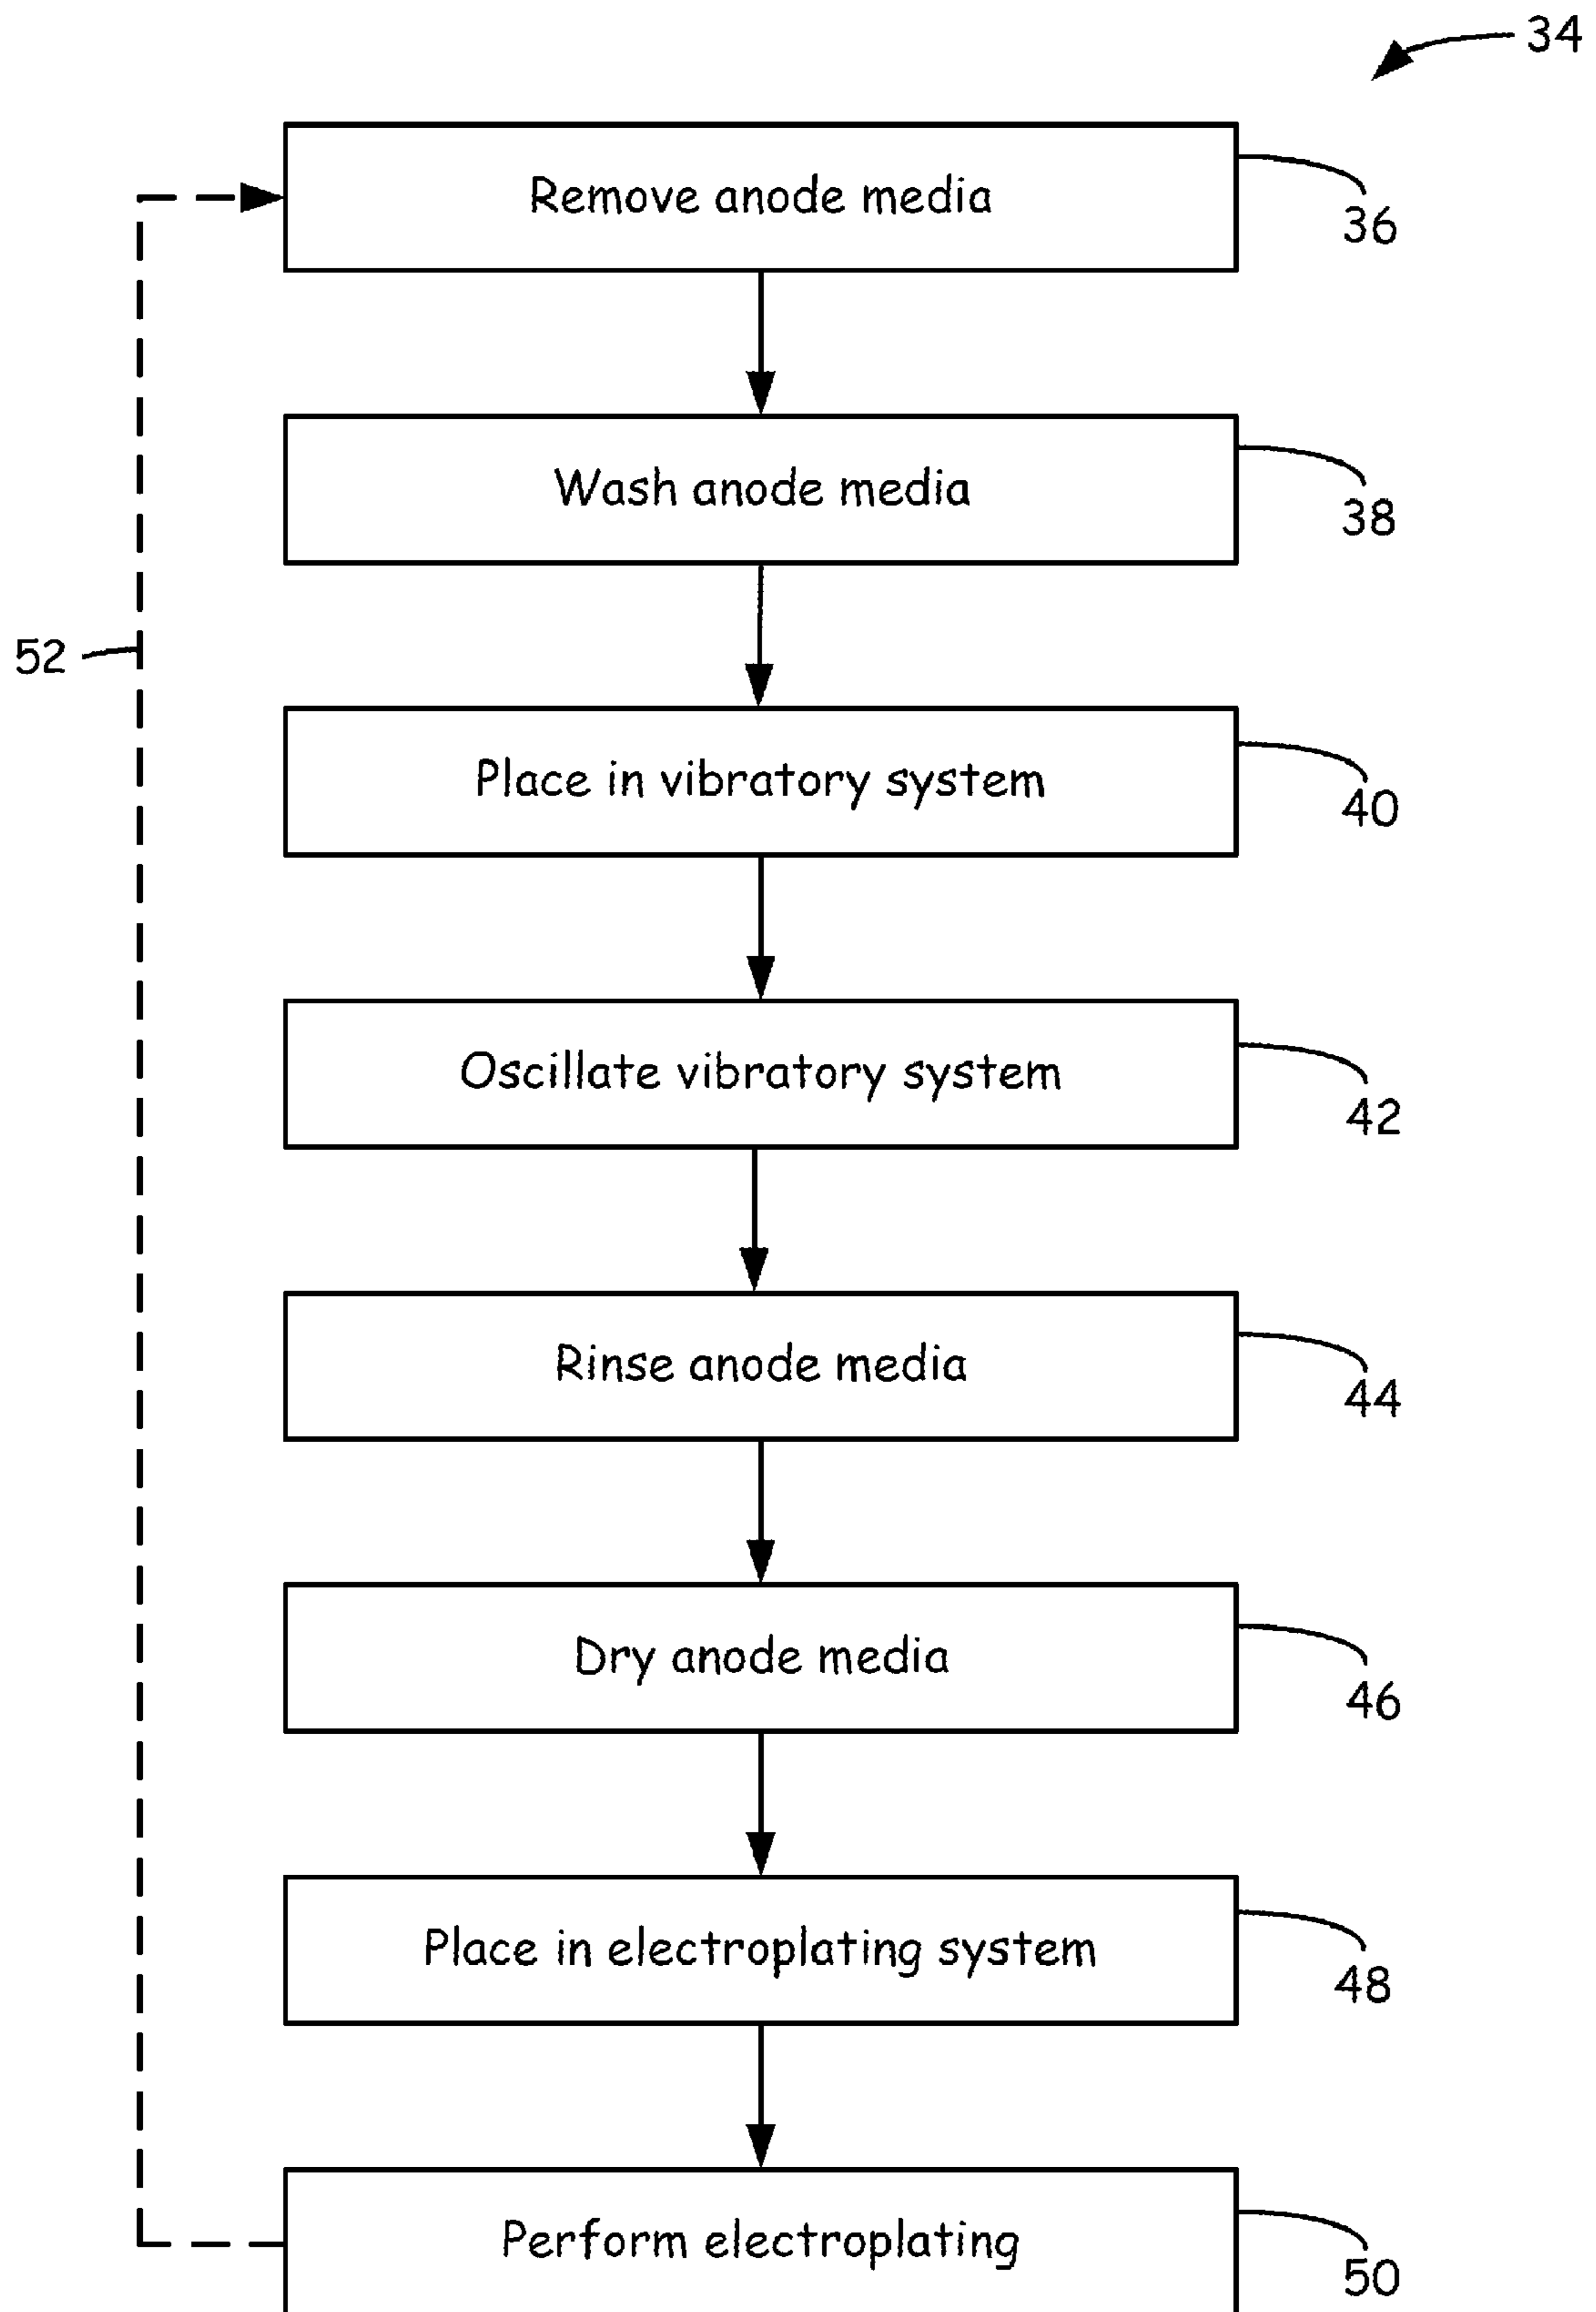 34
Remove anode media
36
Wash anode media
38
52
Place in vibratory system
40
Oscillate vibratory system
42
Rinse anode media
44
Dry anode media
46
Place in electroplating system
48
Perform electroplating
50